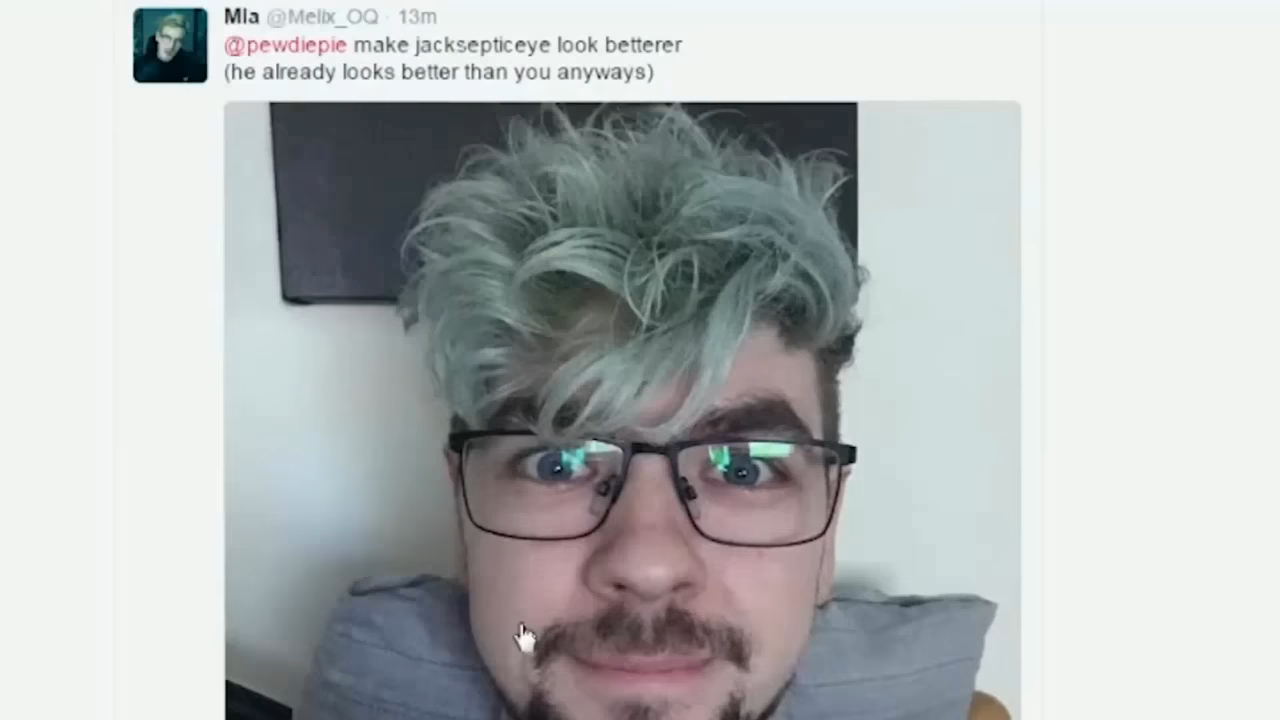 Mla @Melix_OQ · 13m
@pewdiepie make jacksepticeye look betterer
(he already looks better than you anyways)